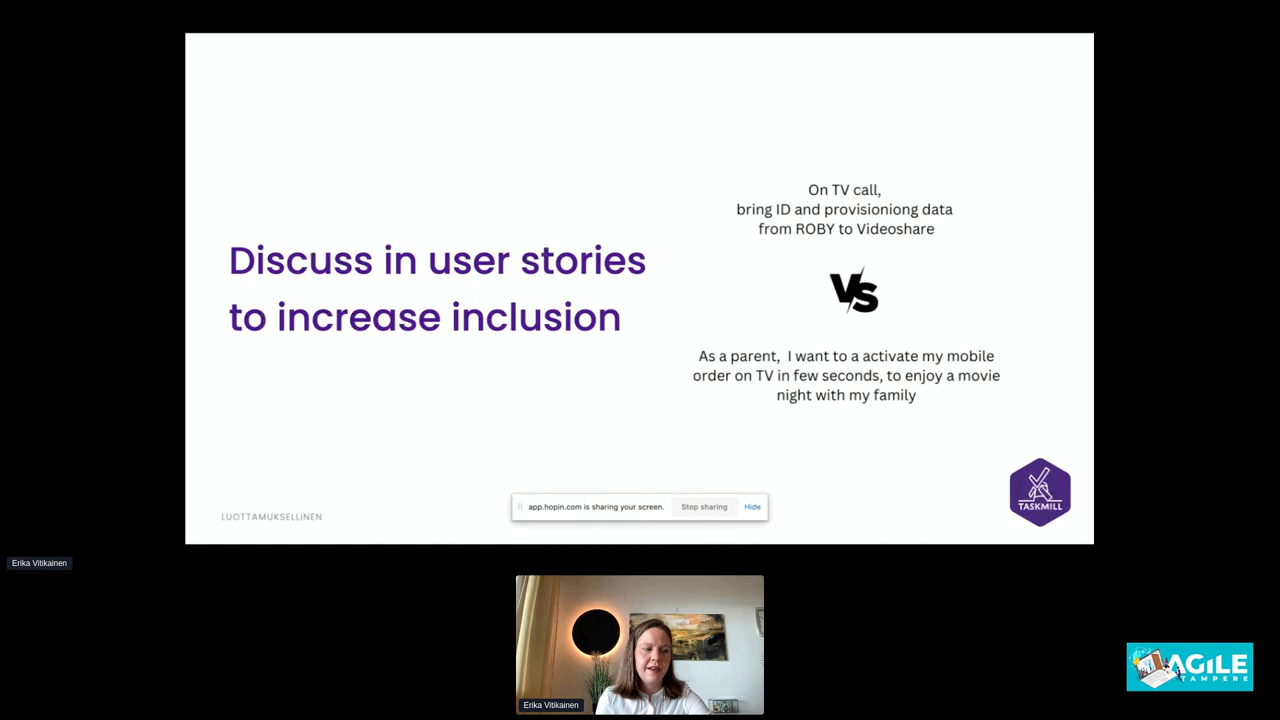 On TV call,
bring ID and provisioniong data
from ROBY to Videoshare
Discuss in user stories
to increase inclusion
VS
As a parent, I want to a activate my mobile
order on TV in few seconds, to enjoy a movie
night with my family
TASKMILL
LUOTTAMUKSELLINEN
app.hopin.com is sharing your screen.
Stop sharing
Hide
Erika Vitikainen
Erika Vitikainen
AGILE
TAMPERE